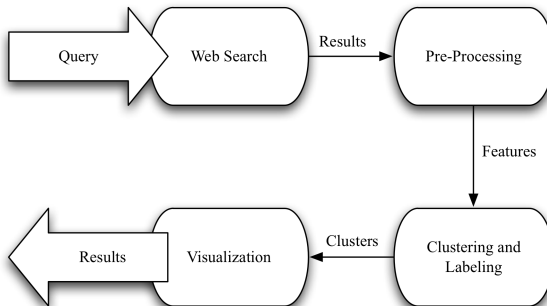 Query
Web Search
Results
Pre-Processing
Features
Clustering and
Labeling
Clusters
Visualization
Results